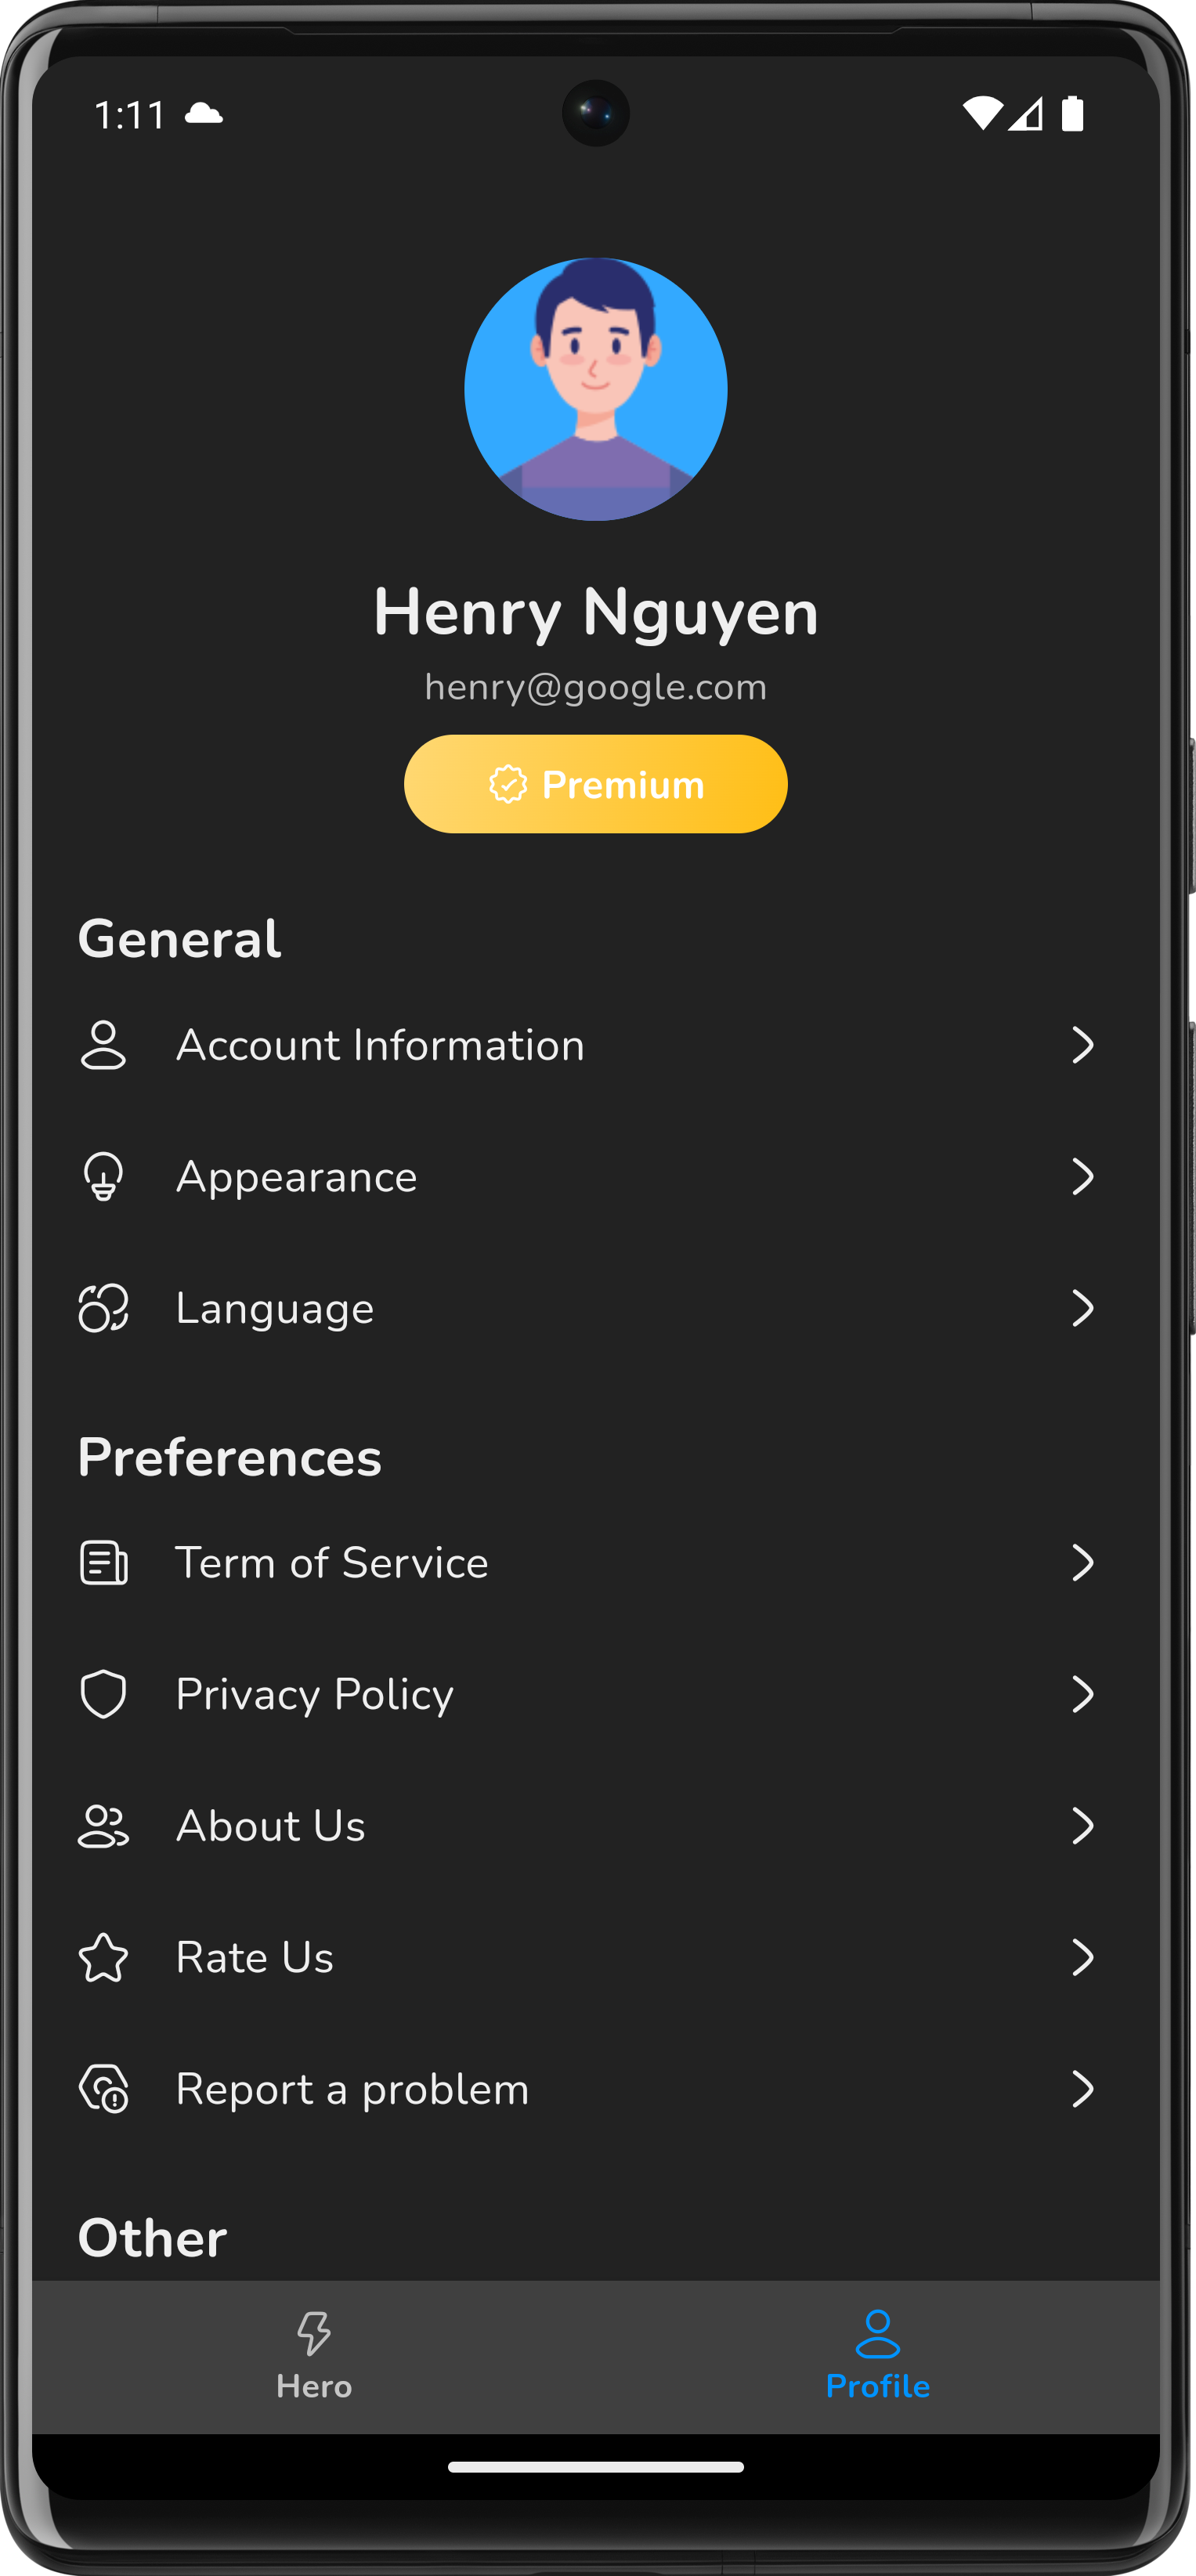 1:11
Henry Nguyen
henry@google.com
Premium
General
Account Information
Appearance
Language
Preferences
Term of Service
Privacy Policy
About Us
Rate Us
Report a problem
Other
Hero
Profile